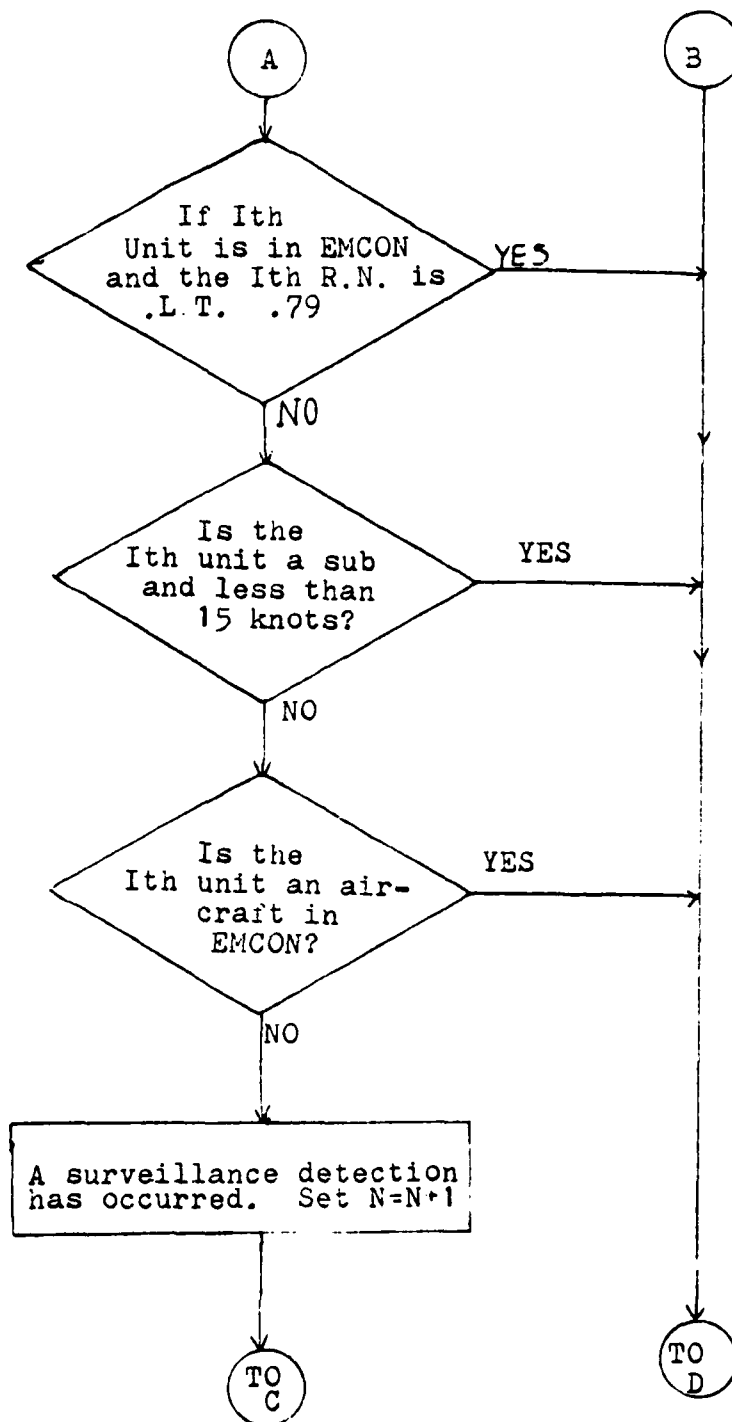 A
B
If Ith
Unit is in EMCON
and the Ith R.N. is
.L.T. .79
YES
NO
Is the
Ith unit a sub
and less than
15 knots?
YES
NO
Is the
Ith unit an air-
craft in
EMCON?
YES
NO
A surveillance detection
has occurred. Set N=N+1
TO
C
TO
D